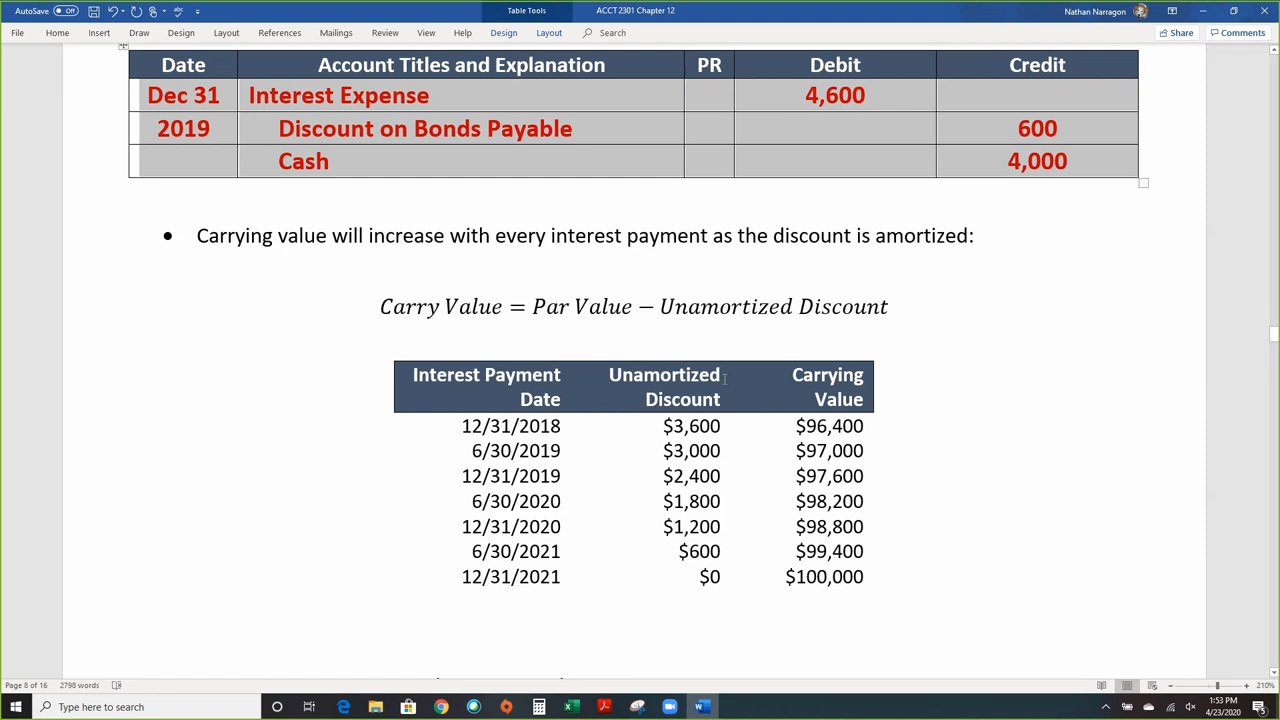 AutoSave Off
Table Tools
ACCT 2301 Chapter 12
Nathan Narragon
File Home Insert Draw Design Layout References Mailings Review View Help Design Layout Search Share Comments
Date Account Titles and Explanation PR Debit Credit
Dec 31 Interest Expense 4,600
2019 Discount on Bonds Payable 600
Cash 4,000
• Carrying value will increase with every interest payment as the discount is amortized:
Carry Value = Par Value − Unamortized Discount
Interest Payment Unamortized Carrying
Date Discount Value
12/31/2018 $3,600 $96,400
6/30/2019 $3,000 $97,000
12/31/2019 $2,400 $97,600
6/30/2020 $1,800 $98,200
12/31/2020 $1,200 $98,800
6/30/2021 $600 $99,400
12/31/2021 $0 $100,000
Page 8 of 16 2798 words 210%
Type here to search
1:53 PM
4/23/2020